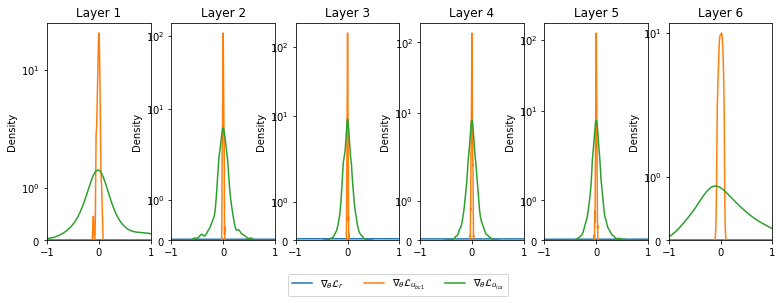 Layer 1 Layer 2 Layer 3 Layer 4 Layer 5 Layer 6
Density Density Density Density Density Density
10¹ 10² 10² 10² 10² 10¹
10¹ 10¹ 10¹ 10¹
10⁰ 10⁰ 10⁰ 10⁰ 10⁰ 10⁰
0 0 0 0 0 0
−1 0 1 −1 0 1 −1 0 1 −1 0 1 −1 0 1 −1 0 1
∇θℒr ∇θℒu_bc1 ∇θℒu_ics